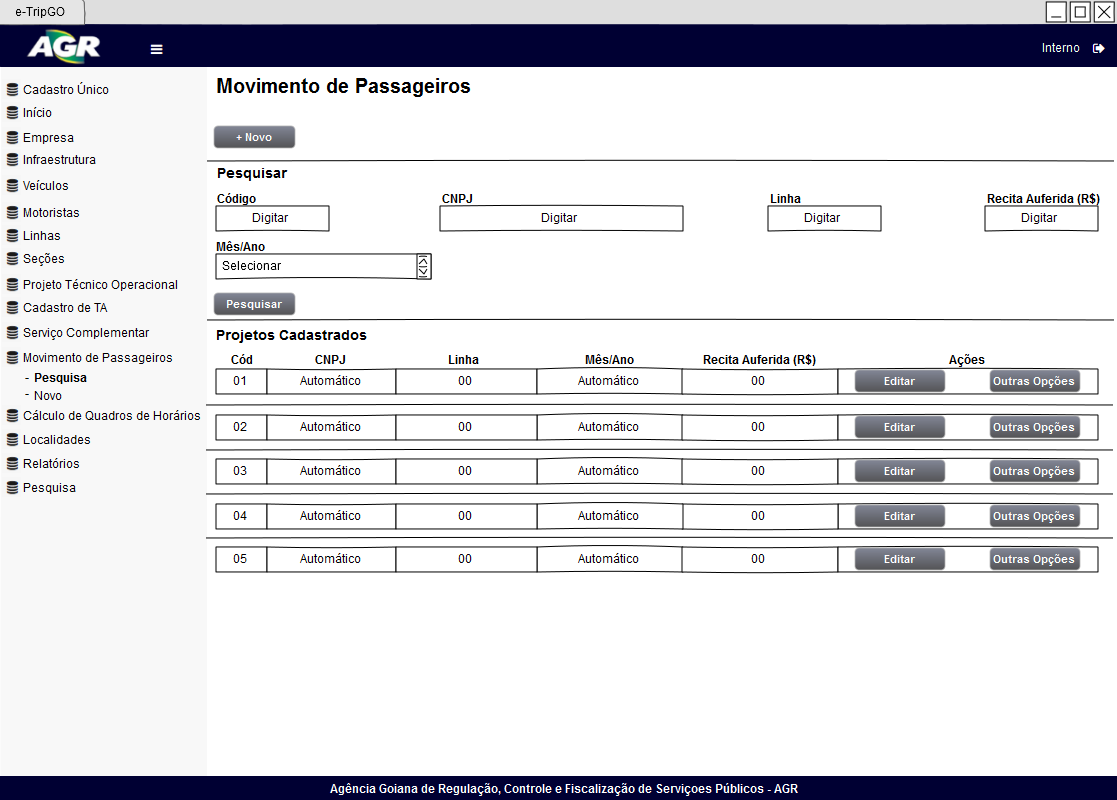 e-TripGO
AGR
Interno
Cadastro Único
Início
Empresa
Infraestrutura
Veículos
Motoristas
Linhas
Seções
Projeto Técnico Operacional
Cadastro de TA
Serviço Complementar
Movimento de Passageiros
- Pesquisa
- Novo
Cálculo de Quadros de Horários
Localidades
Relatórios
Pesquisa
Movimento de Passageiros
+ Novo
Pesquisar
Código CNPJ Linha Recita Auferida (R$)
Digitar Digitar Digitar Digitar
Mês/Ano
Selecionar
Pesquisar
Projetos Cadastrados
Cód CNPJ Linha Mês/Ano Recita Auferida (R$) Ações
01 Automático 00 Automático 00 Editar Outras Opções
02 Automático 00 Automático 00 Editar Outras Opções
03 Automático 00 Automático 00 Editar Outras Opções
04 Automático 00 Automático 00 Editar Outras Opções
05 Automático 00 Automático 00 Editar Outras Opções
Agência Goiana de Regulação, Controle e Fiscalização de Serviçoes Públicos - AGR